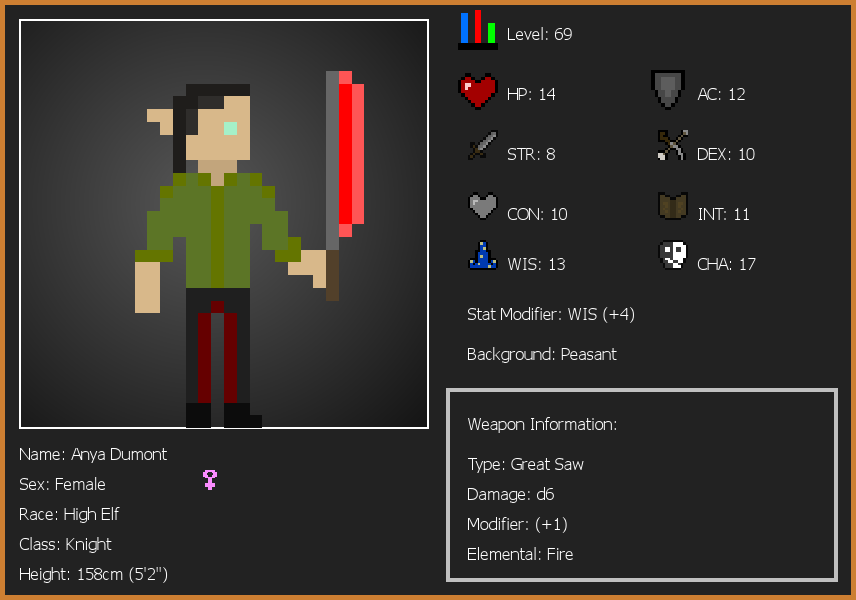 Level: 69
HP: 14
AC: 12
STR: 8
DEX: 10
CON: 10
INT: 11
WIS: 13
CHA: 17
Stat Modifier: WIS (+4)
Background: Peasant
Weapon Information:
Type: Great Saw
Damage: d6
Modifier: (+1)
Elemental: Fire
Name: Anya Dumont
Sex: Female
Race: High Elf
Class: Knight
Height: 158cm (5'2")